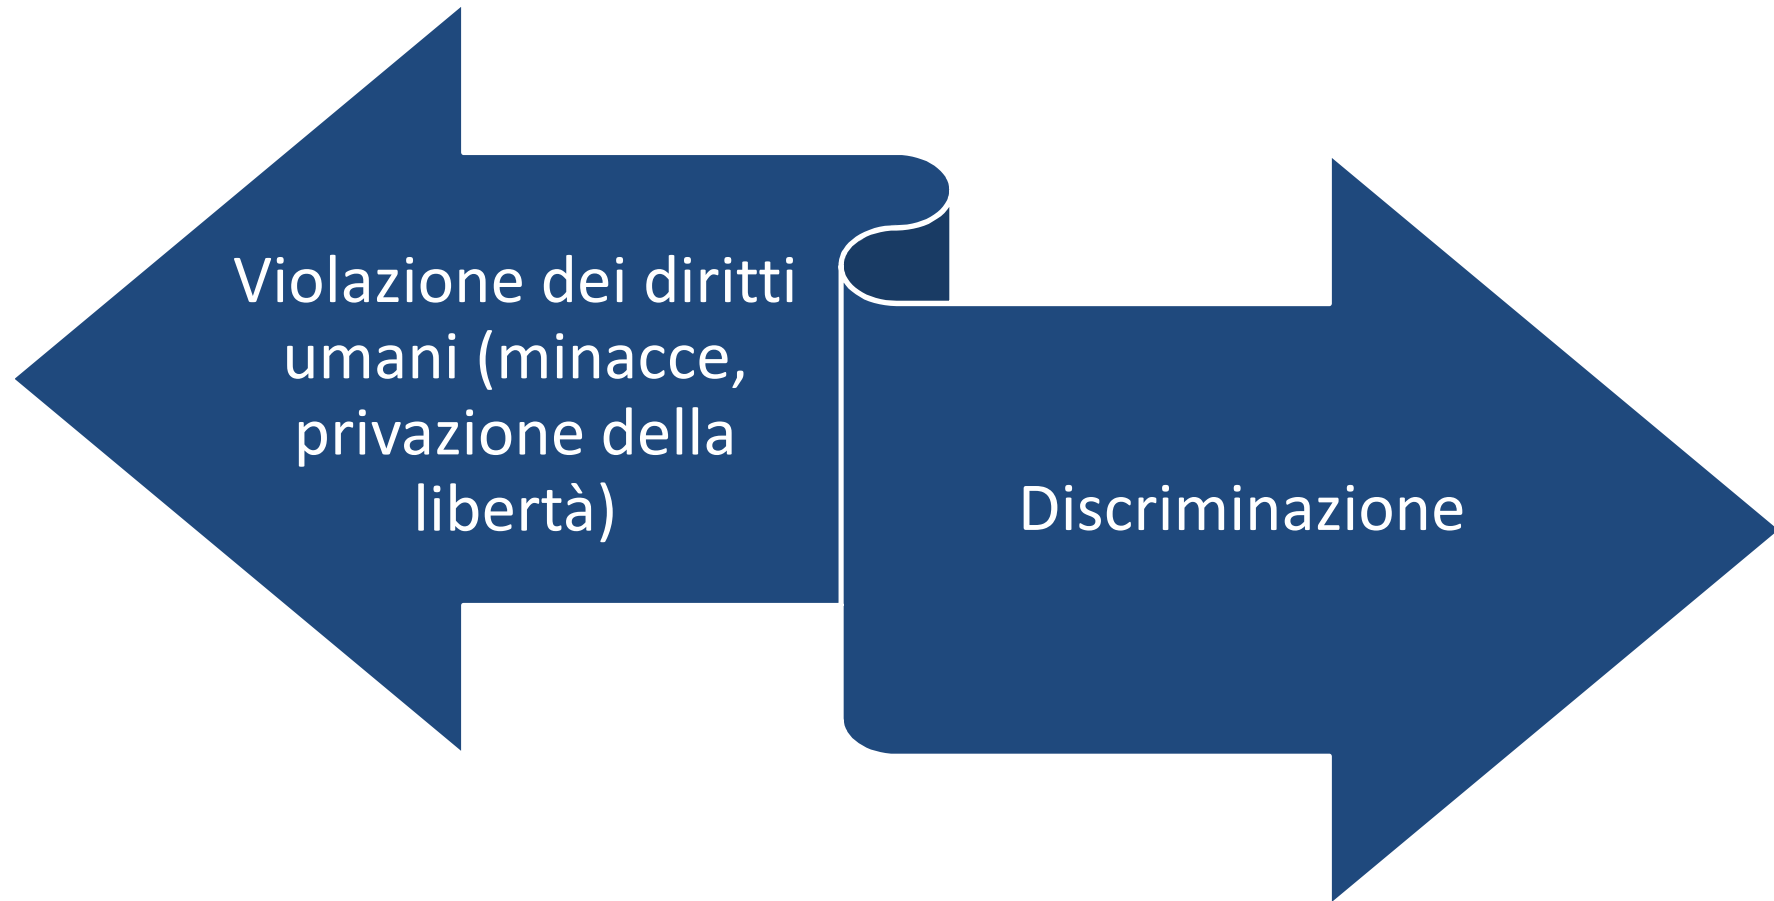 Violazione dei diritti
umani (minacce,
privazione della
libertà)
Discriminazione